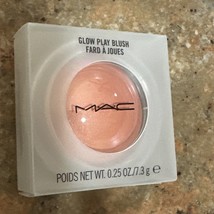 GLOW PLAY BLUSH
FARD À JOUES
MAC
POIDS NET WT. 0.25 OZ./7.3 g ℮